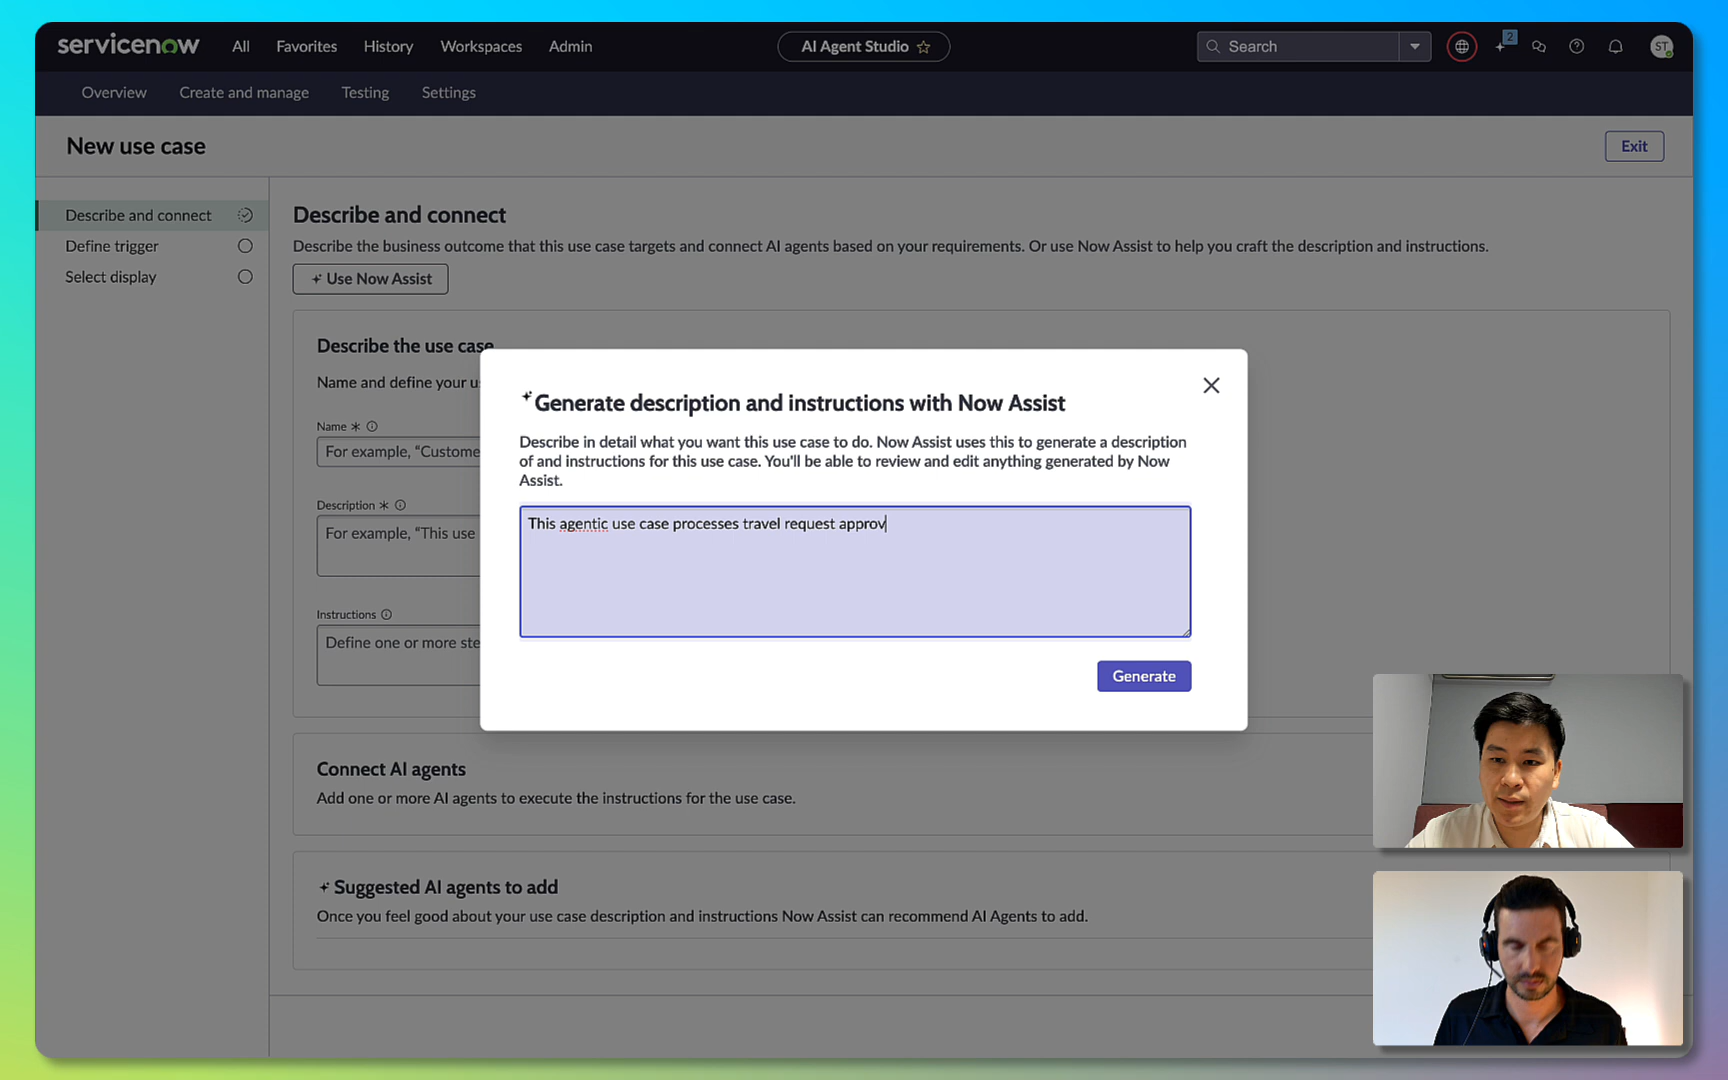 servicenow All Favorites History Workspaces Admin AI Agent Studio Search 2 ST
Overview Create and manage Testing Settings
New use case Exit
Describe and connect
Define trigger
Select display
Describe and connect
Describe the business outcome that this use case targets and connect AI agents based on your requirements. Or use Now Assist to help you craft the description and instructions.
Use Now Assist
Describe the use case
Name and define your u
Name *
For example, “Custome
Description *
For example, “This use
Instructions
Define one or more ste
Generate description and instructions with Now Assist
Describe in detail what you want this use case to do. Now Assist uses this to generate a description
of and instructions for this use case. You'll be able to review and edit anything generated by Now
Assist.
This agentic use case processes travel request approv
Generate
Connect AI agents
Add one or more AI agents to execute the instructions for the use case.
Suggested AI agents to add
Once you feel good about your use case description and instructions Now Assist can recommend AI Agents to add.